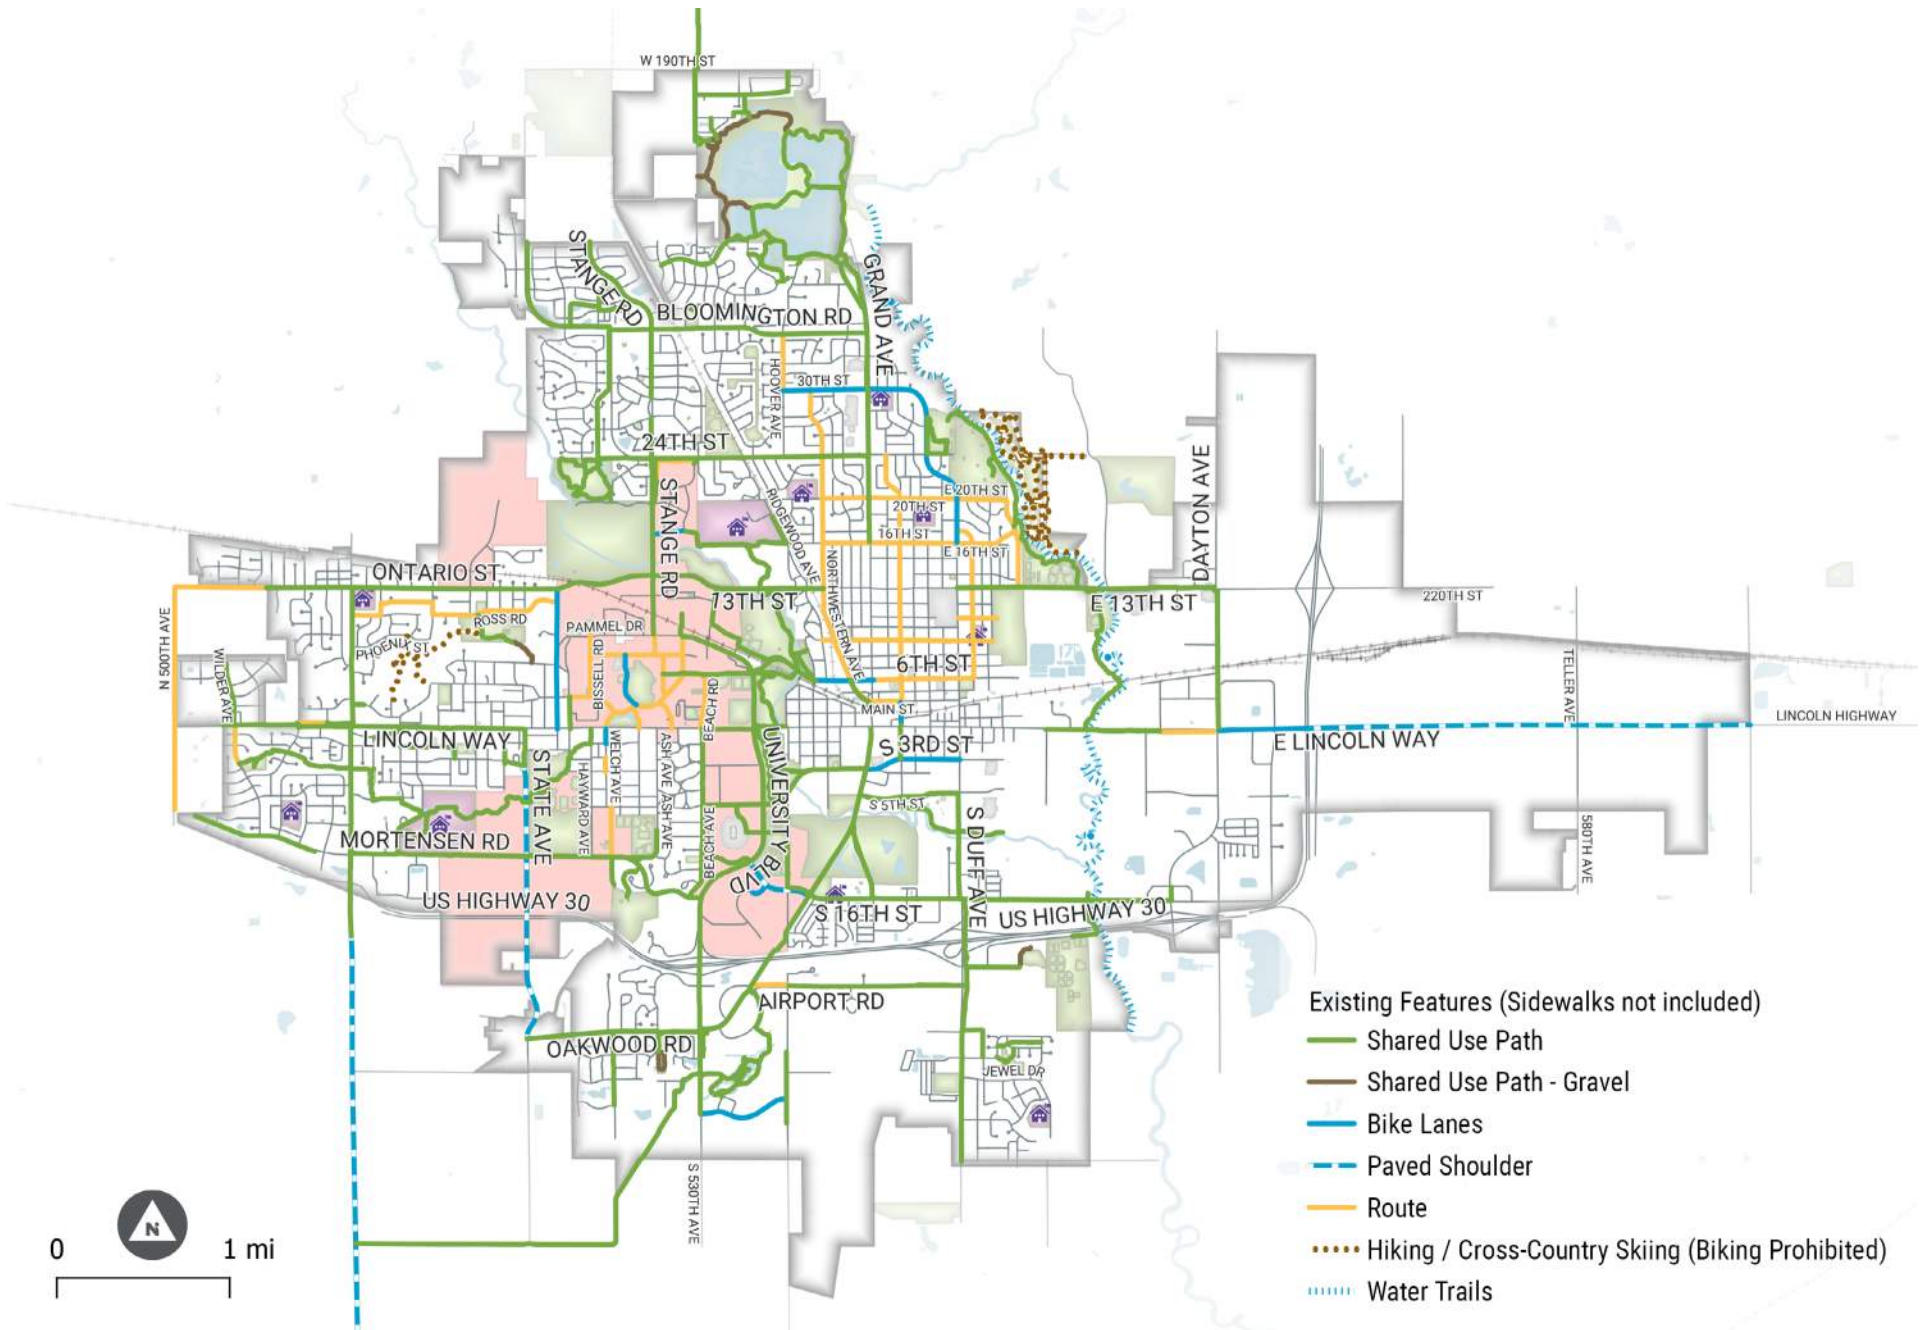 W 190TH ST
STANGE RD
GRAND AVE
BLOOMINGTON RD
HOOVER AVE
30TH ST
24TH ST
DAYTON AVE
STANGE RD
RIDGEWOOD AVE
E 20TH ST
20TH ST
16TH ST
E 16TH ST
NORTHWESTERN AVE
ONTARIO ST
13TH ST
E 13TH ST
220TH ST
N 500TH AVE
ROSS RD
PAMMEL DR
PHOENIX ST
BISSELL RD
WILDER AVE
6TH ST
TELLER AVE
BEACH RD
MAIN ST
LINCOLN HIGHWAY
LINCOLN WAY
S 3RD ST
E LINCOLN WAY
UNIVERSITY BLVD
STATE AVE
WELCH AVE
ASH AVE
HAYWARD AVE
ASH AVE
BEACH AVE
S 5TH ST
S DUFF AVE
580TH AVE
MORTENSEN RD
US HIGHWAY 30
S 16TH ST
US HIGHWAY 30
AIRPORT RD
OAKWOOD RD
JEWEL DR
S 530TH AVE
N
0 1 mi
Existing Features (Sidewalks not included)
Shared Use Path
Shared Use Path - Gravel
Bike Lanes
Paved Shoulder
Route
Hiking / Cross-Country Skiing (Biking Prohibited)
Water Trails